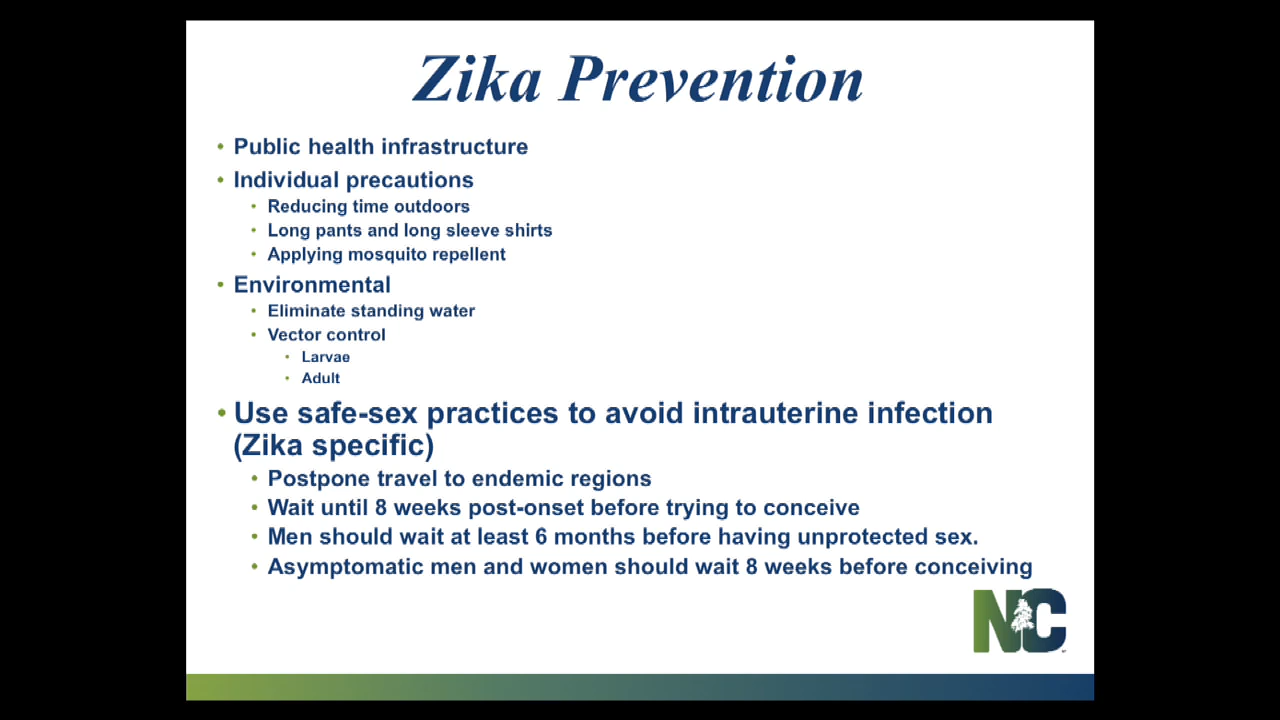 Zika Prevention
• Public health infrastructure
• Individual precautions
• Reducing time outdoors
• Long pants and long sleeve shirts
• Applying mosquito repellent
• Environmental
• Eliminate standing water
• Vector control
• Larvae
• Adult
• Use safe-sex practices to avoid intrauterine infection
(Zika specific)
• Postpone travel to endemic regions
• Wait until 8 weeks post-onset before trying to conceive
• Men should wait at least 6 months before having unprotected sex.
• Asymptomatic men and women should wait 8 weeks before conceiving
NC